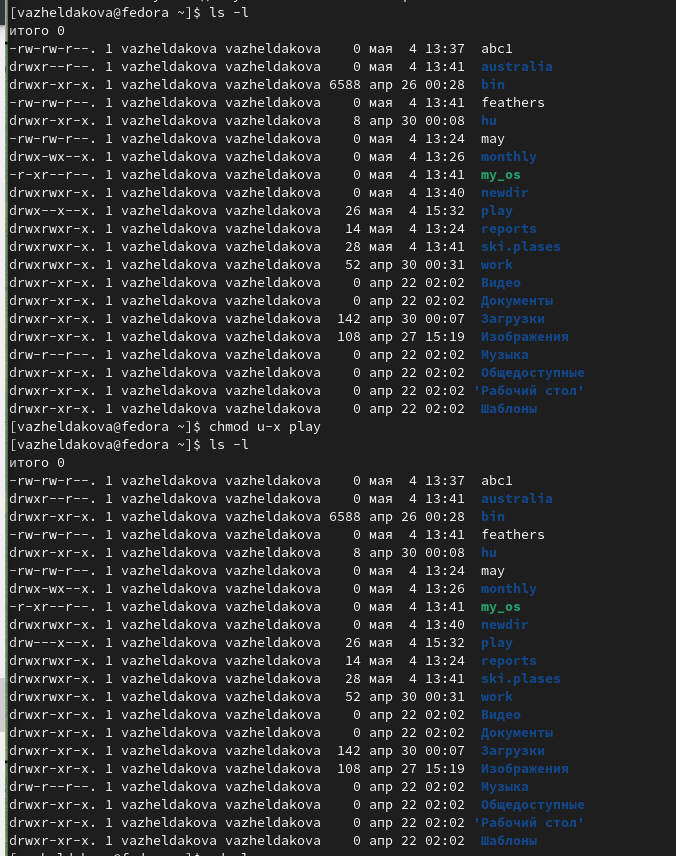 [vazheldakova@fedora ~]$ ls -l
итого 0
-rw-rw-r--. 1 vazheldakova vazheldakova    0 мая  4 13:37  abc1
drwxr--r--. 1 vazheldakova vazheldakova    0 мая  4 13:41  australia
drwxr-xr-x. 1 vazheldakova vazheldakova 6588 апр 26 00:28  bin
-rw-rw-r--. 1 vazheldakova vazheldakova    0 мая  4 13:41  feathers
drwxr-xr-x. 1 vazheldakova vazheldakova    8 апр 30 00:08  hu
-rw-rw-r--. 1 vazheldakova vazheldakova    0 мая  4 13:24  may
drwx-wx--x. 1 vazheldakova vazheldakova    0 мая  4 13:26  monthly
-r-xr--r--. 1 vazheldakova vazheldakova    0 мая  4 13:41  my_os
drwxrwxr-x. 1 vazheldakova vazheldakova    0 мая  4 13:40  newdir
drwx--x--x. 1 vazheldakova vazheldakova   26 мая  4 15:32  play
drwxrwxr-x. 1 vazheldakova vazheldakova   14 мая  4 13:24  reports
drwxrwxr-x. 1 vazheldakova vazheldakova   28 мая  4 13:41  ski.plases
drwxrwxr-x. 1 vazheldakova vazheldakova   52 апр 30 00:31  work
drwxr-xr-x. 1 vazheldakova vazheldakova    0 апр 22 02:02  Видео
drwxr-xr-x. 1 vazheldakova vazheldakova    0 апр 22 02:02  Документы
drwxr-xr-x. 1 vazheldakova vazheldakova  142 апр 30 00:07  Загрузки
drwxr-xr-x. 1 vazheldakova vazheldakova  108 апр 27 15:19  Изображения
drw-r--r--. 1 vazheldakova vazheldakova    0 апр 22 02:02  Музыка
drwxr-xr-x. 1 vazheldakova vazheldakova    0 апр 22 02:02  Общедоступные
drwxr-xr-x. 1 vazheldakova vazheldakova    0 апр 22 02:02 'Рабочий стол'
drwxr-xr-x. 1 vazheldakova vazheldakova    0 апр 22 02:02  Шаблоны
[vazheldakova@fedora ~]$ chmod u-x play
[vazheldakova@fedora ~]$ ls -l
итого 0
-rw-rw-r--. 1 vazheldakova vazheldakova    0 мая  4 13:37  abc1
drwxr--r--. 1 vazheldakova vazheldakova    0 мая  4 13:41  australia
drwxr-xr-x. 1 vazheldakova vazheldakova 6588 апр 26 00:28  bin
-rw-rw-r--. 1 vazheldakova vazheldakova    0 мая  4 13:41  feathers
drwxr-xr-x. 1 vazheldakova vazheldakova    8 апр 30 00:08  hu
-rw-rw-r--. 1 vazheldakova vazheldakova    0 мая  4 13:24  may
drwx-wx--x. 1 vazheldakova vazheldakova    0 мая  4 13:26  monthly
-r-xr--r--. 1 vazheldakova vazheldakova    0 мая  4 13:41  my_os
drwxrwxr-x. 1 vazheldakova vazheldakova    0 мая  4 13:40  newdir
drw---x--x. 1 vazheldakova vazheldakova   26 мая  4 15:32  play
drwxrwxr-x. 1 vazheldakova vazheldakova   14 мая  4 13:24  reports
drwxrwxr-x. 1 vazheldakova vazheldakova   28 мая  4 13:41  ski.plases
drwxrwxr-x. 1 vazheldakova vazheldakova   52 апр 30 00:31  work
drwxr-xr-x. 1 vazheldakova vazheldakova    0 апр 22 02:02  Видео
drwxr-xr-x. 1 vazheldakova vazheldakova    0 апр 22 02:02  Документы
drwxr-xr-x. 1 vazheldakova vazheldakova  142 апр 30 00:07  Загрузки
drwxr-xr-x. 1 vazheldakova vazheldakova  108 апр 27 15:19  Изображения
drw-r--r--. 1 vazheldakova vazheldakova    0 апр 22 02:02  Музыка
drwxr-xr-x. 1 vazheldakova vazheldakova    0 апр 22 02:02  Общедоступные
drwxr-xr-x. 1 vazheldakova vazheldakova    0 апр 22 02:02 'Рабочий стол'
drwxr-xr-x. 1 vazheldakova vazheldakova    0 апр 22 02:02  Шаблоны